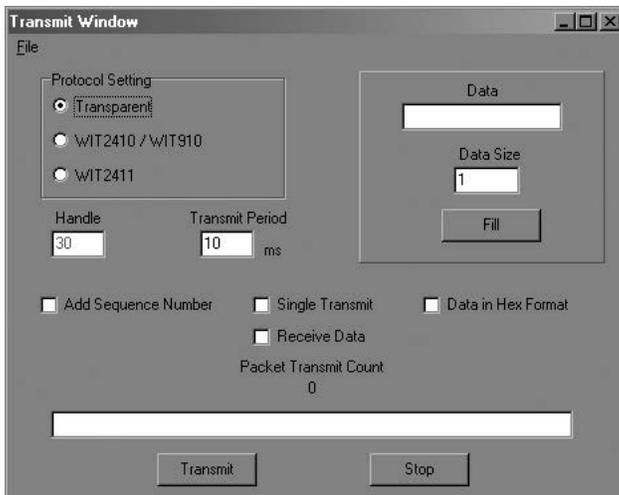 Transmit Window
File
Protocol Setting
Transparent
WIT2410 / WIT910
WIT2411
Data
Data Size
1
Fill
Handle
30
Transmit Period
10 ms
Add Sequence Number
Single Transmit
Data in Hex Format
Receive Data
Packet Transmit Count
0
Transmit
Stop